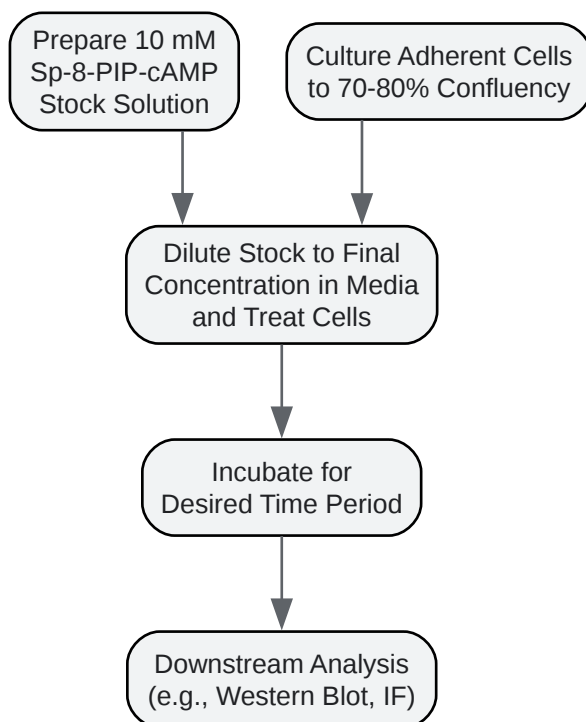 Prepare 10 mM
Sp-8-PIP-cAMP
Stock Solution
Culture Adherent Cells
to 70-80% Confluency
Dilute Stock to Final
Concentration in Media
and Treat Cells
Incubate for
Desired Time Period
Downstream Analysis
(e.g., Western Blot, IF)